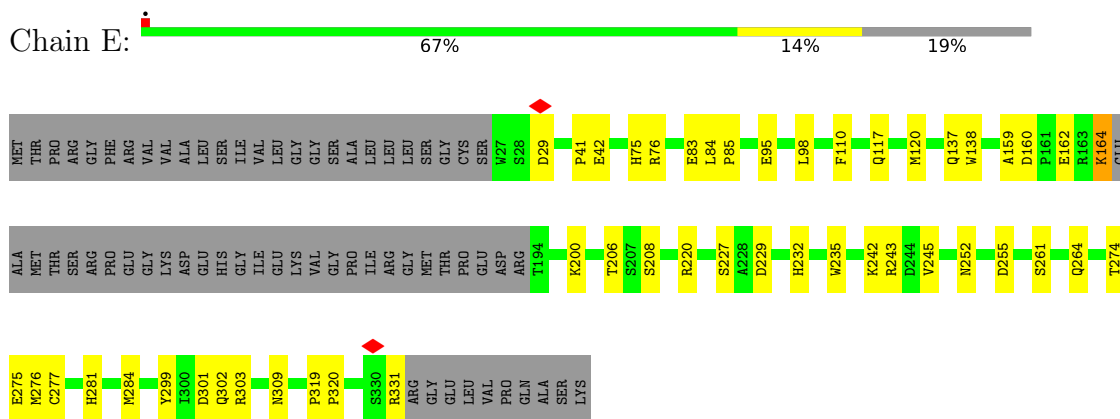 Chain E:
67% 14% 19%
MET THR PRO ARG GLY PHE ARG VAL VAL ALA LEU SER ILE VAL LEU GLY GLY SER ALA LEU LEU LEU SER GLY CYS SER W27 S28 D29 P41 E42 H75 R76 E83 L84 P85 E95 L98 F110 Q117 M120 Q137 W138 A159 D160 P161 E162 R163 K164 GLU
ALA MET THR SER ARG PRO GLU GLY LYS ASP GLU HIS GLY ILE GLU LYS VAL GLY PRO ILE ARG GLY MET THR PRO GLU ASP ARG T194 K200 T206 S207 S208 R220 S227 A228 D229 H232 W235 K242 R243 D244 V245 N252 D255 S261 Q264 T274
E275 M276 C277 H281 M284 Y299 I300 D301 Q302 R303 N309 P319 P320 S330 R331 ARG GLY GLU LEU VAL PRO GLN ALA SER LYS